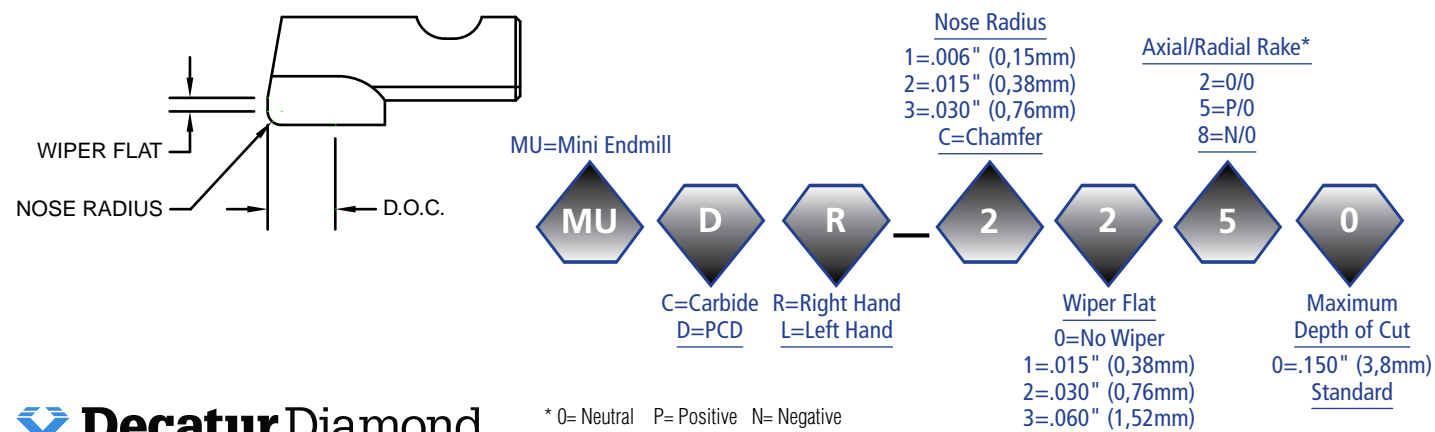 WIPER FLAT
NOSE RADIUS
D.O.C.
MU=Mini Endmill
Nose Radius
1=.006" (0,15mm)
2=.015" (0,38mm)
3=.030" (0,76mm)
C=Chamfer
Axial/Radial Rake*
2=0/0
5=P/0
8=N/0
MU D R – 2 2 5 0
C=Carbide
D=PCD
R=Right Hand
L=Left Hand
Wiper Flat
0=No Wiper
1=.015" (0,38mm)
2=.030" (0,76mm)
3=.060" (1,52mm)
Maximum
Depth of Cut
0=.150" (3,8mm)
Standard
Decatur Diamond
* 0= Neutral P= Positive N= Negative